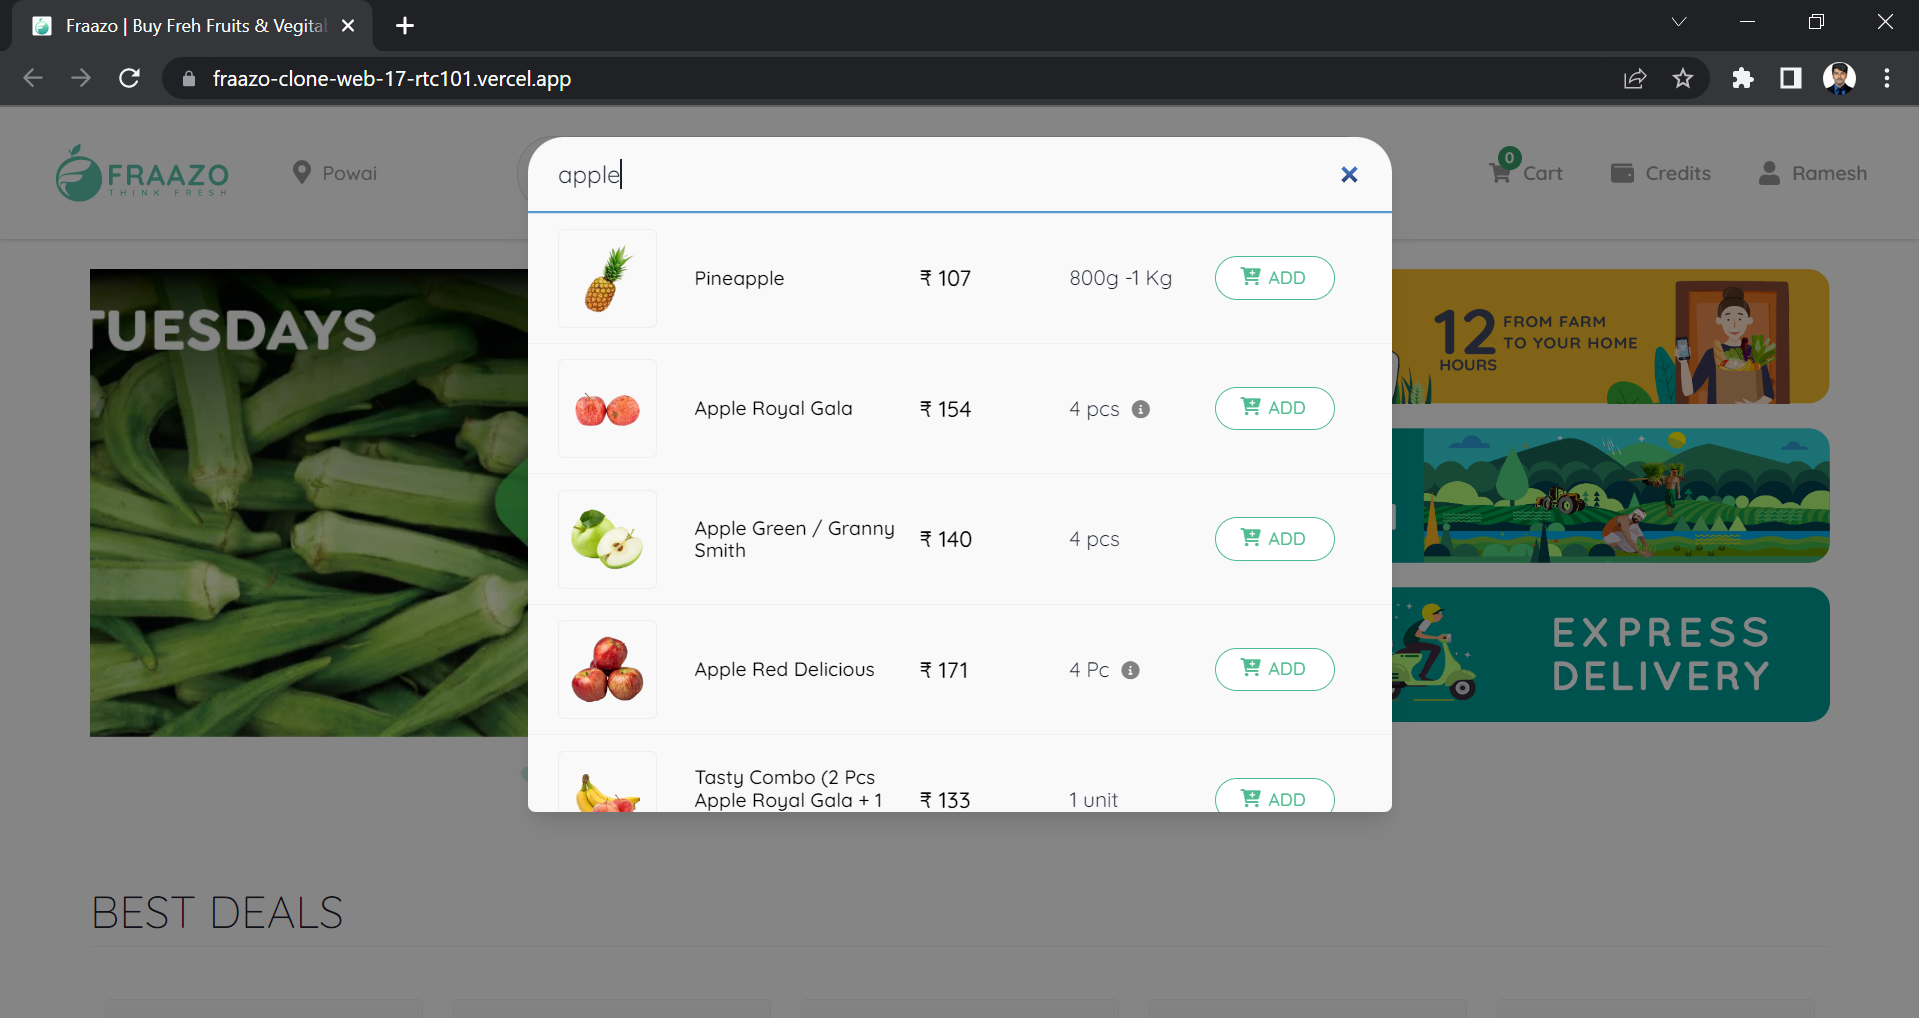 Fraazo | Buy Freh Fruits & Vegital
fraazo-clone-web-17-rtc101.vercel.app
FRAAZO
THINK FRESH
Powai
apple
0
Cart
Credits
Ramesh
Pineapple
₹ 107
800g -1 Kg
ADD
Apple Royal Gala
₹ 154
4 pcs
ADD
Apple Green / Granny
Smith
₹ 140
4 pcs
ADD
Apple Red Delicious
₹ 171
4 Pc
ADD
Tasty Combo (2 Pcs
Apple Royal Gala + 1
₹ 133
1 unit
ADD
TUESDAYS
12
HOURS
FROM FARM
TO YOUR HOME
EXPRESS
DELIVERY
BEST DEALS